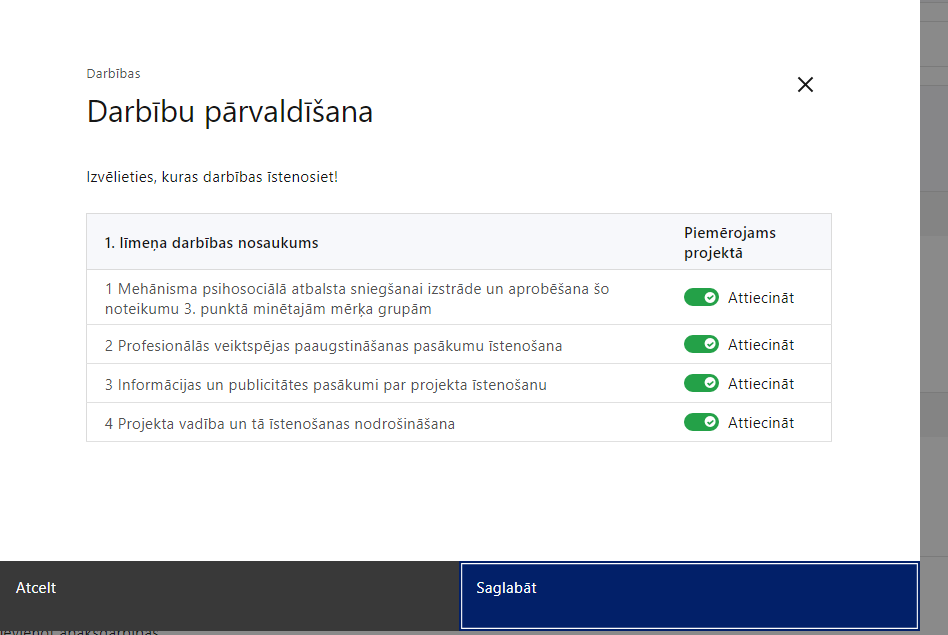 Darbības
Darbību pārvaldīšana
Izvēlieties, kuras darbības īstenosiet!
1. līmeņa darbības nosaukums
Piemērojams
projektā
1 Mehānisma psihosociālā atbalsta sniegšanai izstrāde un aprobēšana šo
noteikumu 3. punktā minētajām mērķa grupām
Attiecināt
2 Profesionālās veiktspējas paaugstināšanas pasākumu īstenošana
Attiecināt
3 Informācijas un publicitātes pasākumi par projekta īstenošanu
Attiecināt
4 Projekta vadība un tā īstenošanas nodrošināšana
Attiecināt
Atcelt
Saglabāt